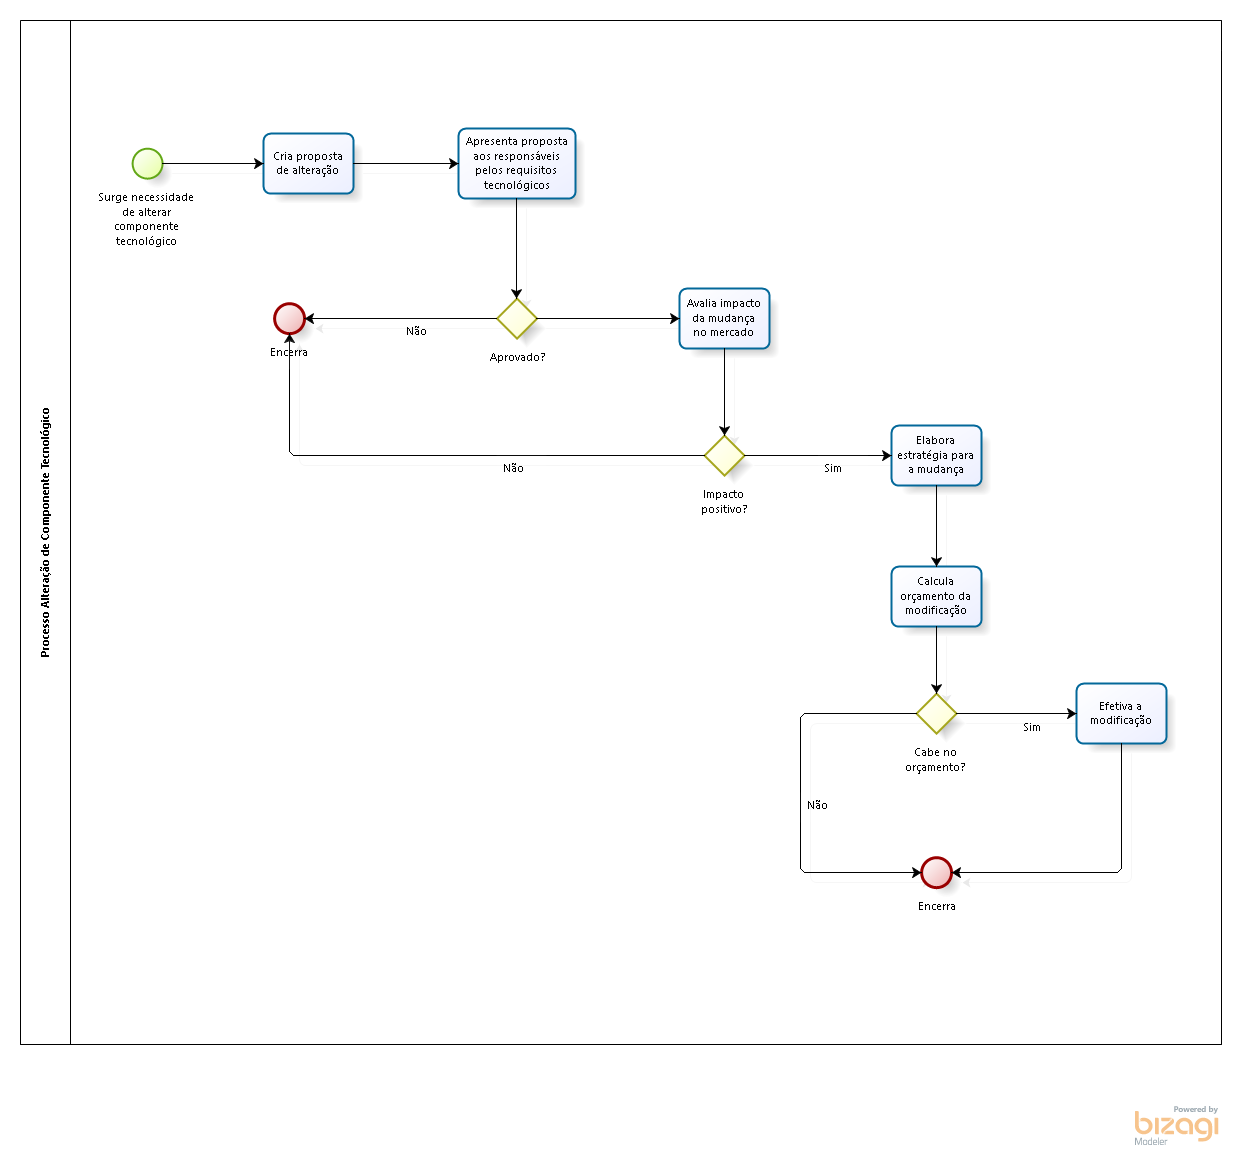 Processo Alteração de Componente Tecnológico
Surge necessidade
de alterar
componente
tecnológico
Cria proposta
de alteração
Apresenta proposta
aos responsáveis
pelos requisitos
tecnológicos
Aprovado?
Não
Encerra
Avalia impacto
da mudança
no mercado
Impacto
positivo?
Não
Sim
Elabora
estratégia para
a mudança
Calcula
orçamento da
modificação
Cabe no
orçamento?
Sim
Não
Efetiva a
modificação
Encerra
Powered by
bizagi
Modeler